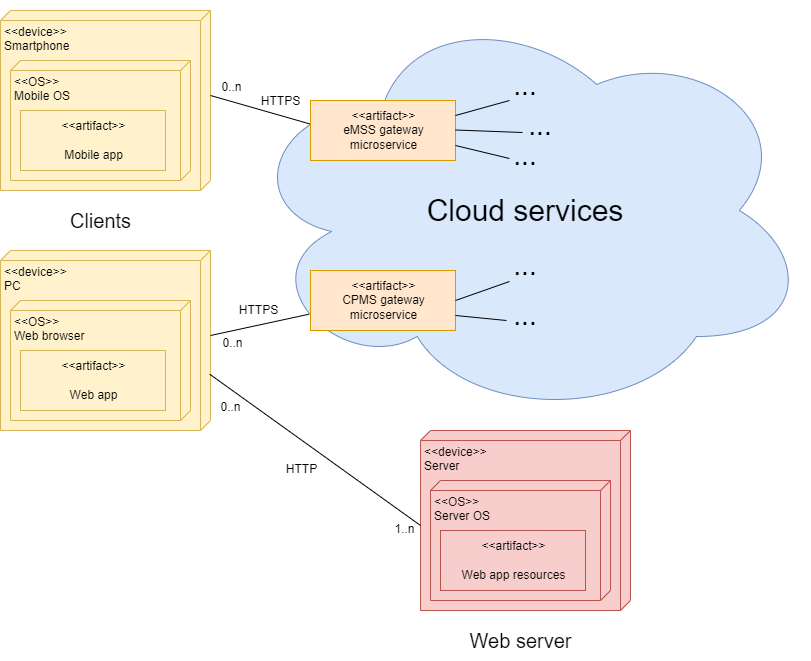 <<device>>
Smartphone
<<OS>>
Mobile OS
<<artifact>>
Mobile app
Clients
0..n
HTTPS
<<artifact>>
eMSS gateway
microservice
...
...
...
Cloud services
<<device>>
PC
<<OS>>
Web browser
<<artifact>>
Web app
HTTPS
0..n
<<artifact>>
CPMS gateway
microservice
...
...
0..n
HTTP
1..n
<<device>>
Server
<<OS>>
Server OS
<<artifact>>
Web app resources
Web server